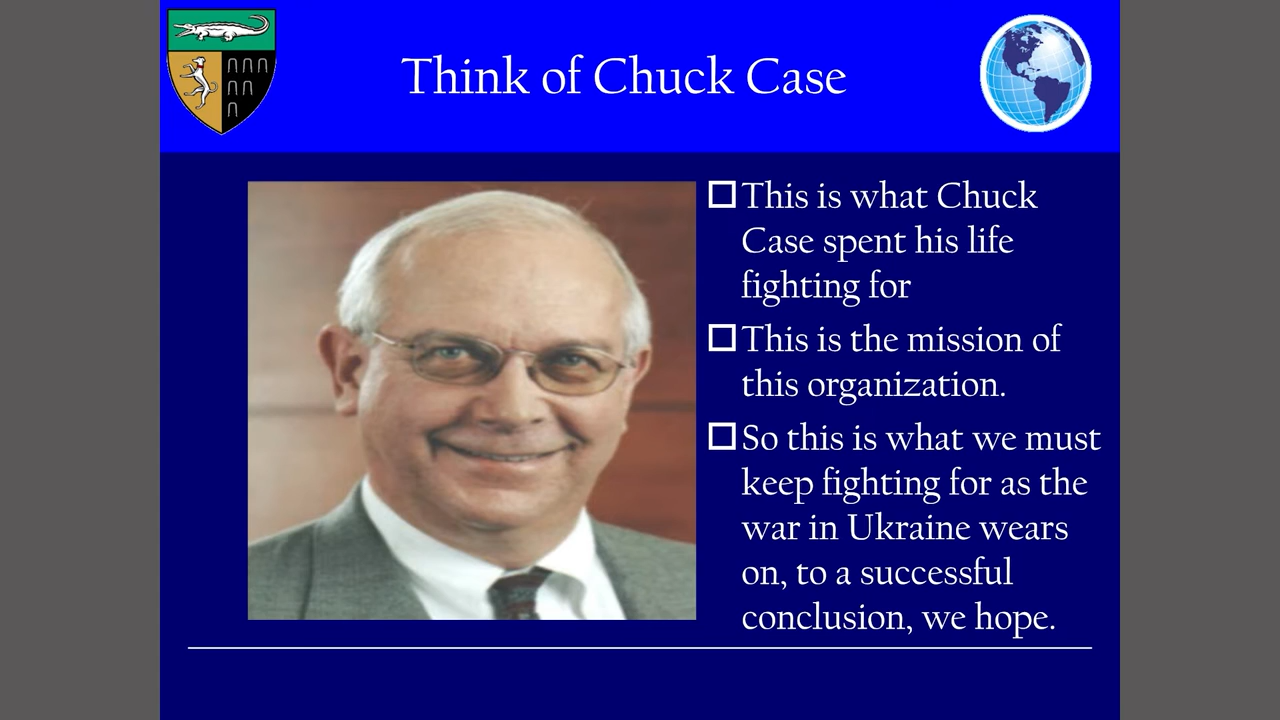 Think of Chuck Case
This is what Chuck
Case spent his life
fighting for
This is the mission of
this organization.
So this is what we must
keep fighting for as the
war in Ukraine wears
on, to a successful
conclusion, we hope.